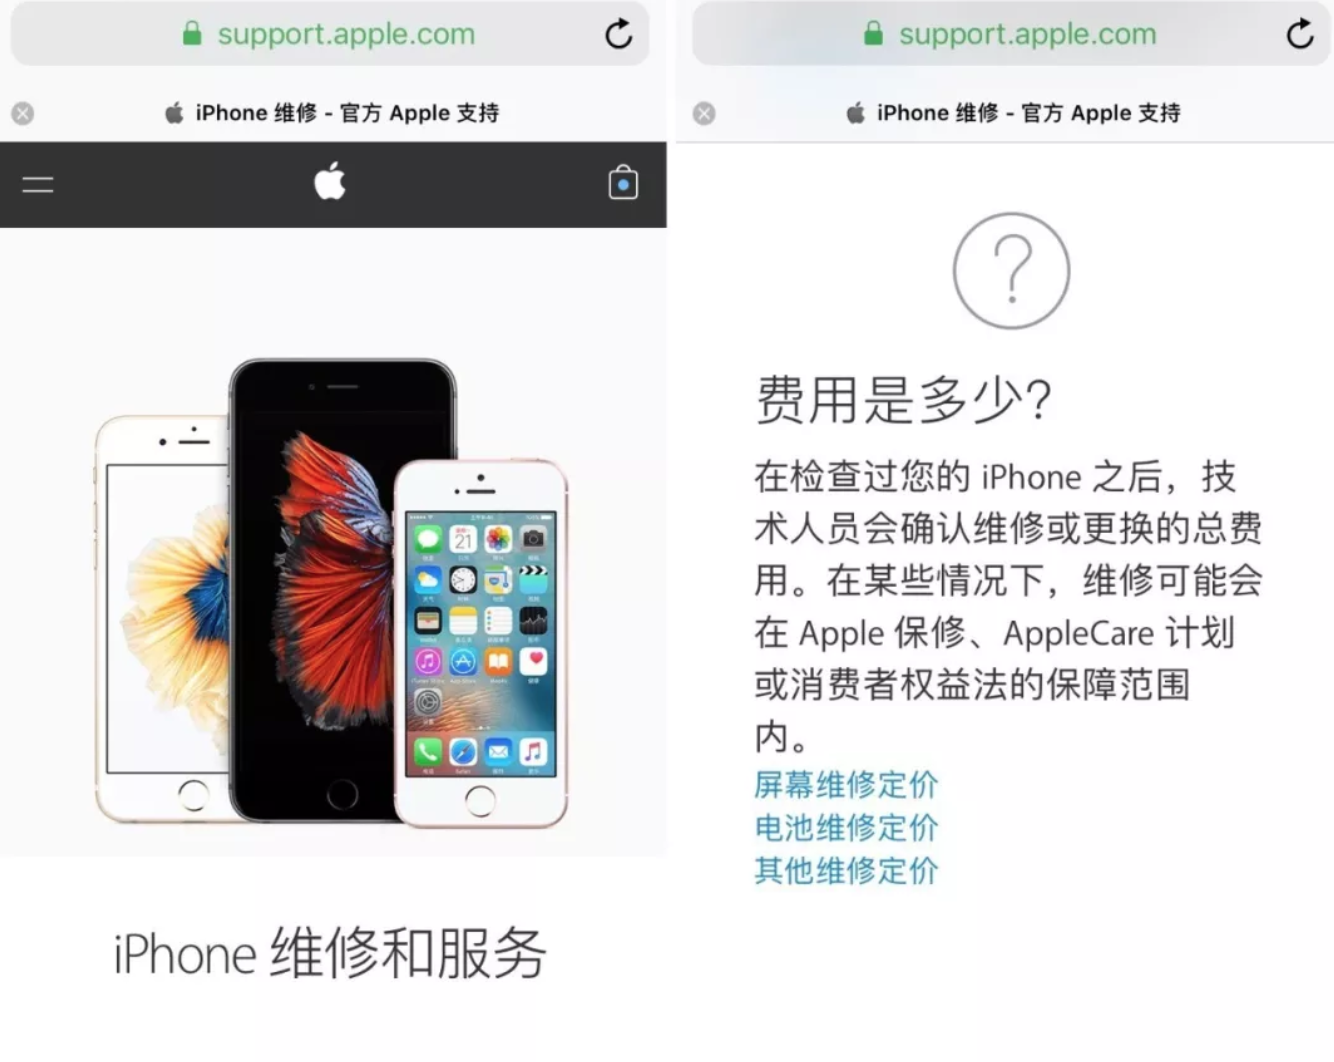 support.apple.com
iPhone 维修 - 官方 Apple 支持
21
iPhone 维修和服务
support.apple.com
iPhone 维修 - 官方 Apple 支持
?
费用是多少?
在检查过您的 iPhone 之后，技
术人员会确认维修或更换的总费
用。在某些情况下，维修可能会
在 Apple 保修、AppleCare 计划
或消费者权益法的保障范围
内。
屏幕维修定价
电池维修定价
其他维修定价